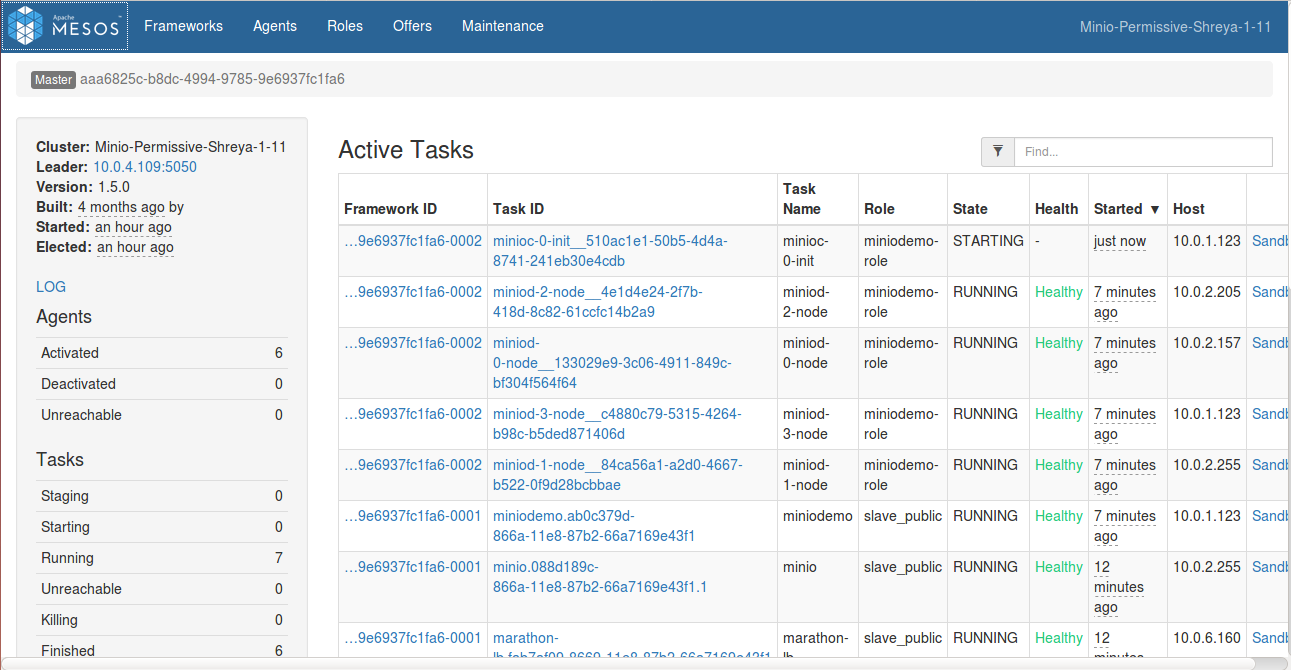 Apache
MESOS
Frameworks Agents Roles Offers Maintenance Minio-Permissive-Shreya-1-11
Master aaa6825c-b8dc-4994-9785-9e6937fc1fa6
Cluster: Minio-Permissive-Shreya-1-11
Leader: 10.0.4.109:5050
Version: 1.5.0
Built: 4 months ago by
Started: an hour ago
Elected: an hour ago
LOG
Agents
Activated 6
Deactivated 0
Unreachable 0
Tasks
Staging 0
Starting 0
Running 7
Unreachable 0
Killing 0
Finished 6
Active Tasks
Find...
Framework ID Task ID Task Name Role State Health Started ▼ Host
…9e6937fc1fa6-0002 minioc-0-init__510ac1e1-50b5-4d4a- minioc- miniodemo- STARTING - just now 10.0.1.123 Sandb
8741-241eb30e4cdb 0-init role
…9e6937fc1fa6-0002 miniod-2-node__4e1d4e24-2f7b- miniod- miniodemo- RUNNING Healthy 7 minutes 10.0.2.205 Sandb
418d-8c82-61ccfc14b2a9 2-node role ago
…9e6937fc1fa6-0002 miniod- miniod- miniodemo- RUNNING Healthy 7 minutes 10.0.2.157 Sandb
0-node__133029e9-3c06-4911-849c- 0-node role ago
bf304f564f64
…9e6937fc1fa6-0002 miniod-3-node__c4880c79-5315-4264- miniod- miniodemo- RUNNING Healthy 7 minutes 10.0.1.123 Sandb
b98c-b5ded871406d 3-node role ago
…9e6937fc1fa6-0002 miniod-1-node__84ca56a1-a2d0-4667- miniod- miniodemo- RUNNING Healthy 7 minutes 10.0.2.255 Sandb
b522-0f9d28bcbbae 1-node role ago
…9e6937fc1fa6-0001 miniodemo.ab0c379d- miniodemo slave_public RUNNING Healthy 7 minutes 10.0.1.123 Sandb
866a-11e8-87b2-66a7169e43f1 ago
…9e6937fc1fa6-0001 minio.088d189c- minio slave_public RUNNING Healthy 12 10.0.2.255 Sandb
866a-11e8-87b2-66a7169e43f1.1 minutes
ago
…9e6937fc1fa6-0001 marathon- marathon- slave_public RUNNING Healthy 12 10.0.6.160 Sandb